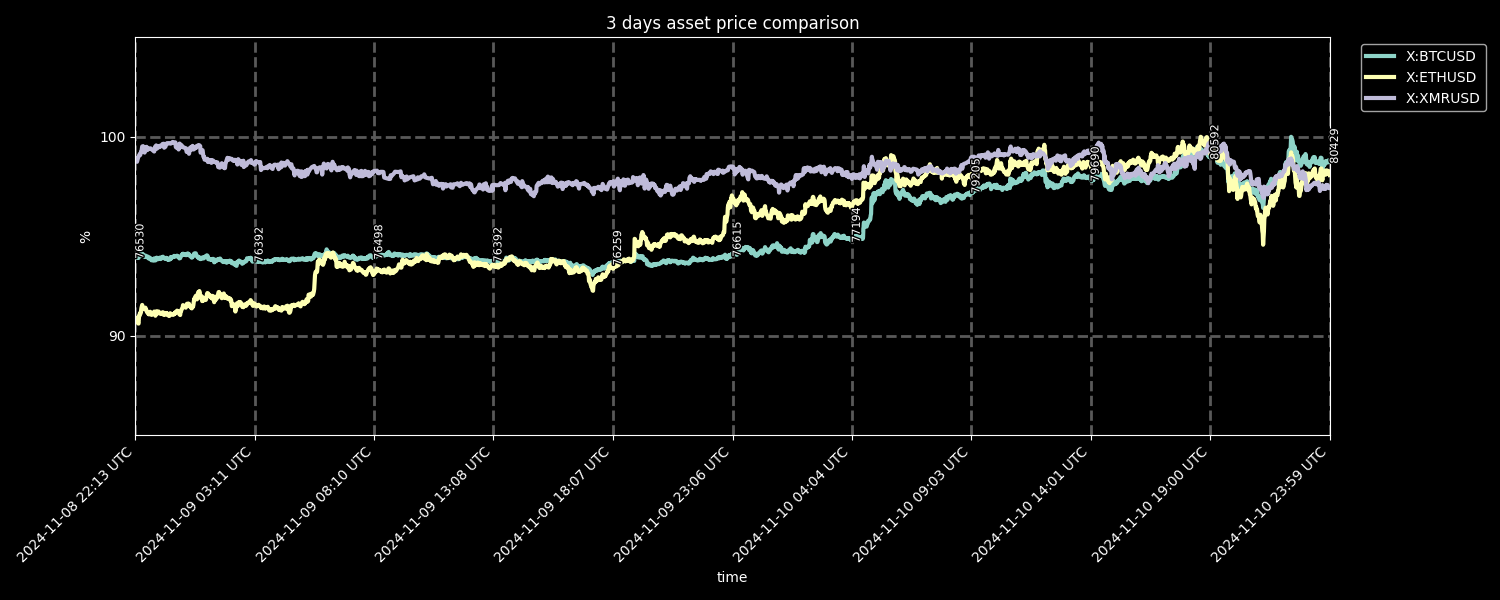 3 days asset price comparison
X:BTCUSD
X:ETHUSD
X:XMRUSD
100
90
%
76530
76392
76498
76392
76259
76615
77194
79205
79690
80592
80429
2024-11-08 22:13 UTC
2024-11-09 03:11 UTC
2024-11-09 08:10 UTC
2024-11-09 13:08 UTC
2024-11-09 18:07 UTC
2024-11-09 23:06 UTC
2024-11-10 04:04 UTC
2024-11-10 09:03 UTC
2024-11-10 14:01 UTC
2024-11-10 19:00 UTC
2024-11-10 23:59 UTC
time